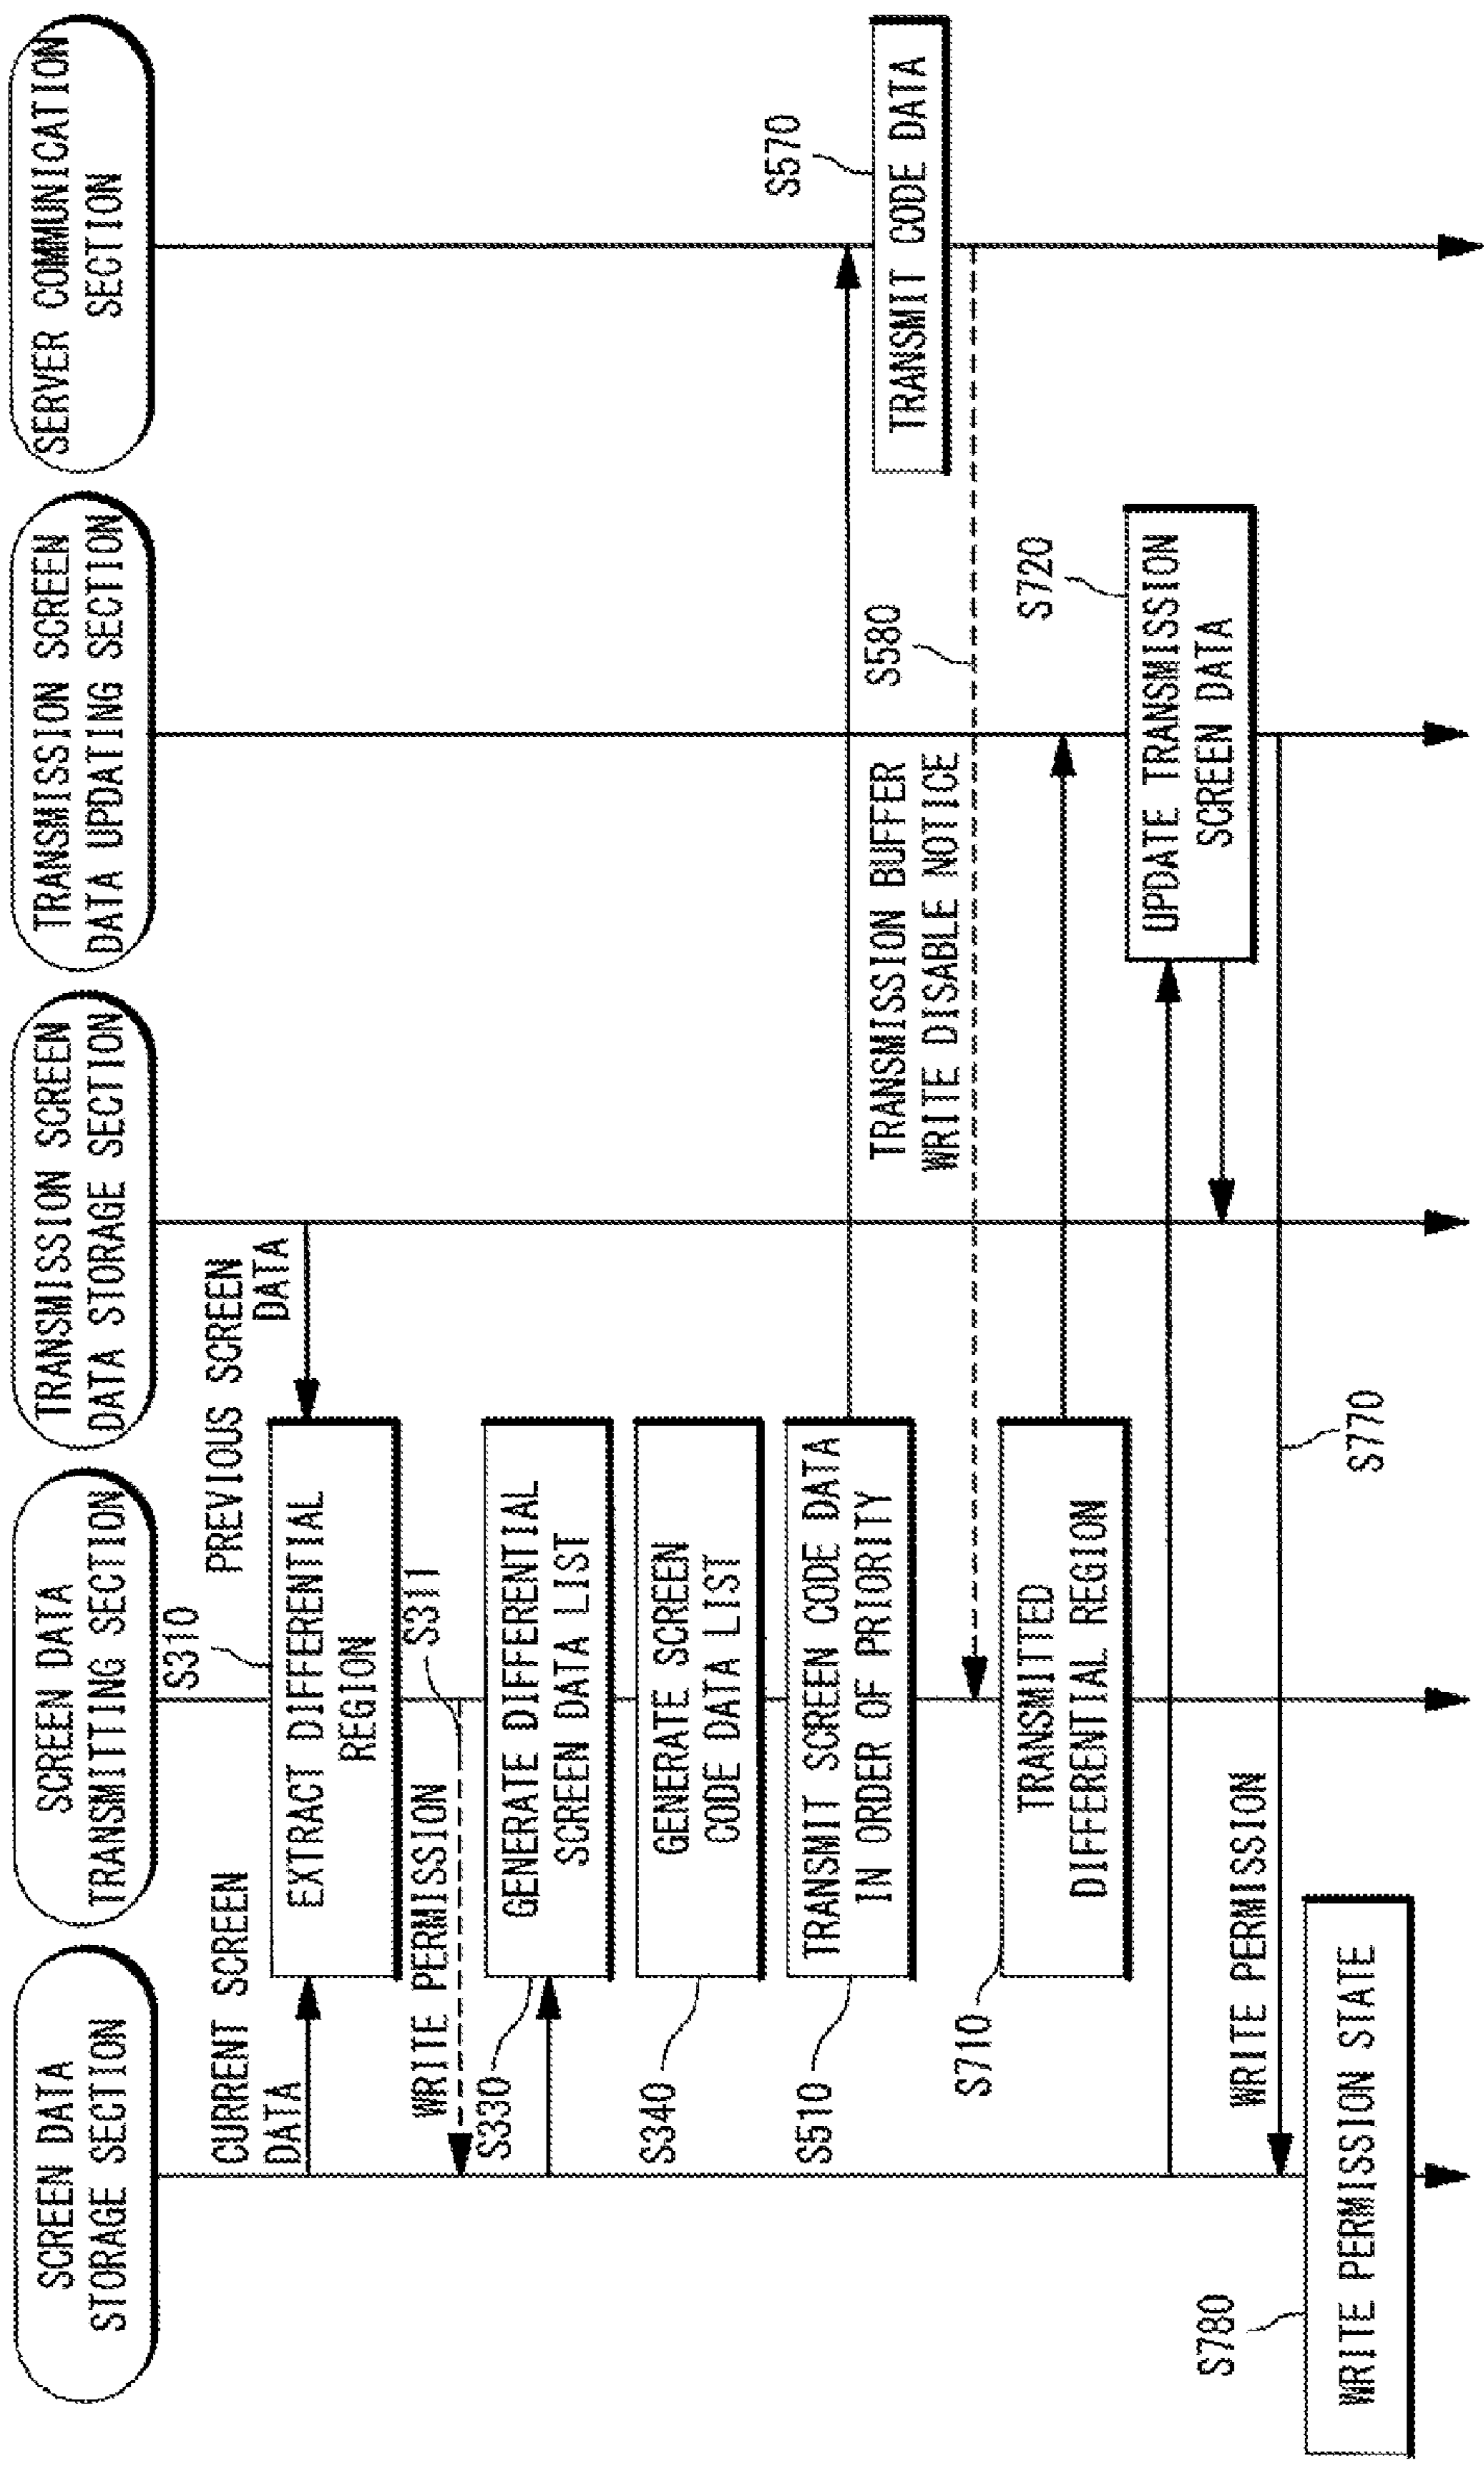 SCREEN DATA
STORAGE SECTION
SCREEN DATA
TRANSMITTING SECTION
TRANSMISSION SCREEN
DATA STORAGE SECTION
TRANSMISSION SCREEN
DATA UPDATING SECTION
SERVER COMMUNICATION
SECTION
S310
CURRENT SCREEN
DATA
PREVIOUS SCREEN
DATA
EXTRACT DIFFERENTIAL
REGION
WRITE PERMISSION
S311
S330
GENERATE DIFFERENTIAL
SCREEN DATA LIST
S340
GENERATE SCREEN
CODE DATA LIST
S510
TRANSMIT SCREEN CODE DATA
IN ORDER OF PRIORITY
S570
TRANSMIT CODE DATA
TRANSMISSION BUFFER
WRITE DISABLE NOTICE
S580
S710
TRANSMITTED
DIFFERENTIAL REGION
S720
UPDATE TRANSMISSION
SCREEN DATA
WRITE PERMISSION
S770
S780
WRITE PERMISSION STATE